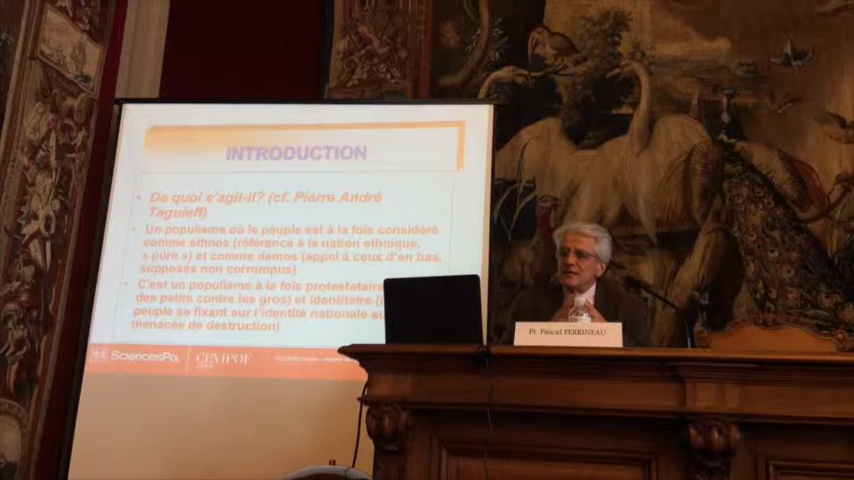 INTRODUCTION
• De quoi s'agit-il? (cf. Pierre André
Taguieff)
• Un populisme où le peuple est à la fois considéré
comme ethnos (référence à la nation ethnique,
« pure ») et comme demos (appel à ceux d'en bas,
supposés non corrompus)
• C'est un populisme à la fois protestataire
des petits contre les gros) et identitaire (
peuple se fixant sur l'identité nationale su
menacée de destruction)
SciencesPo. CEVIPOF
Pr Pascal PERRINEAU